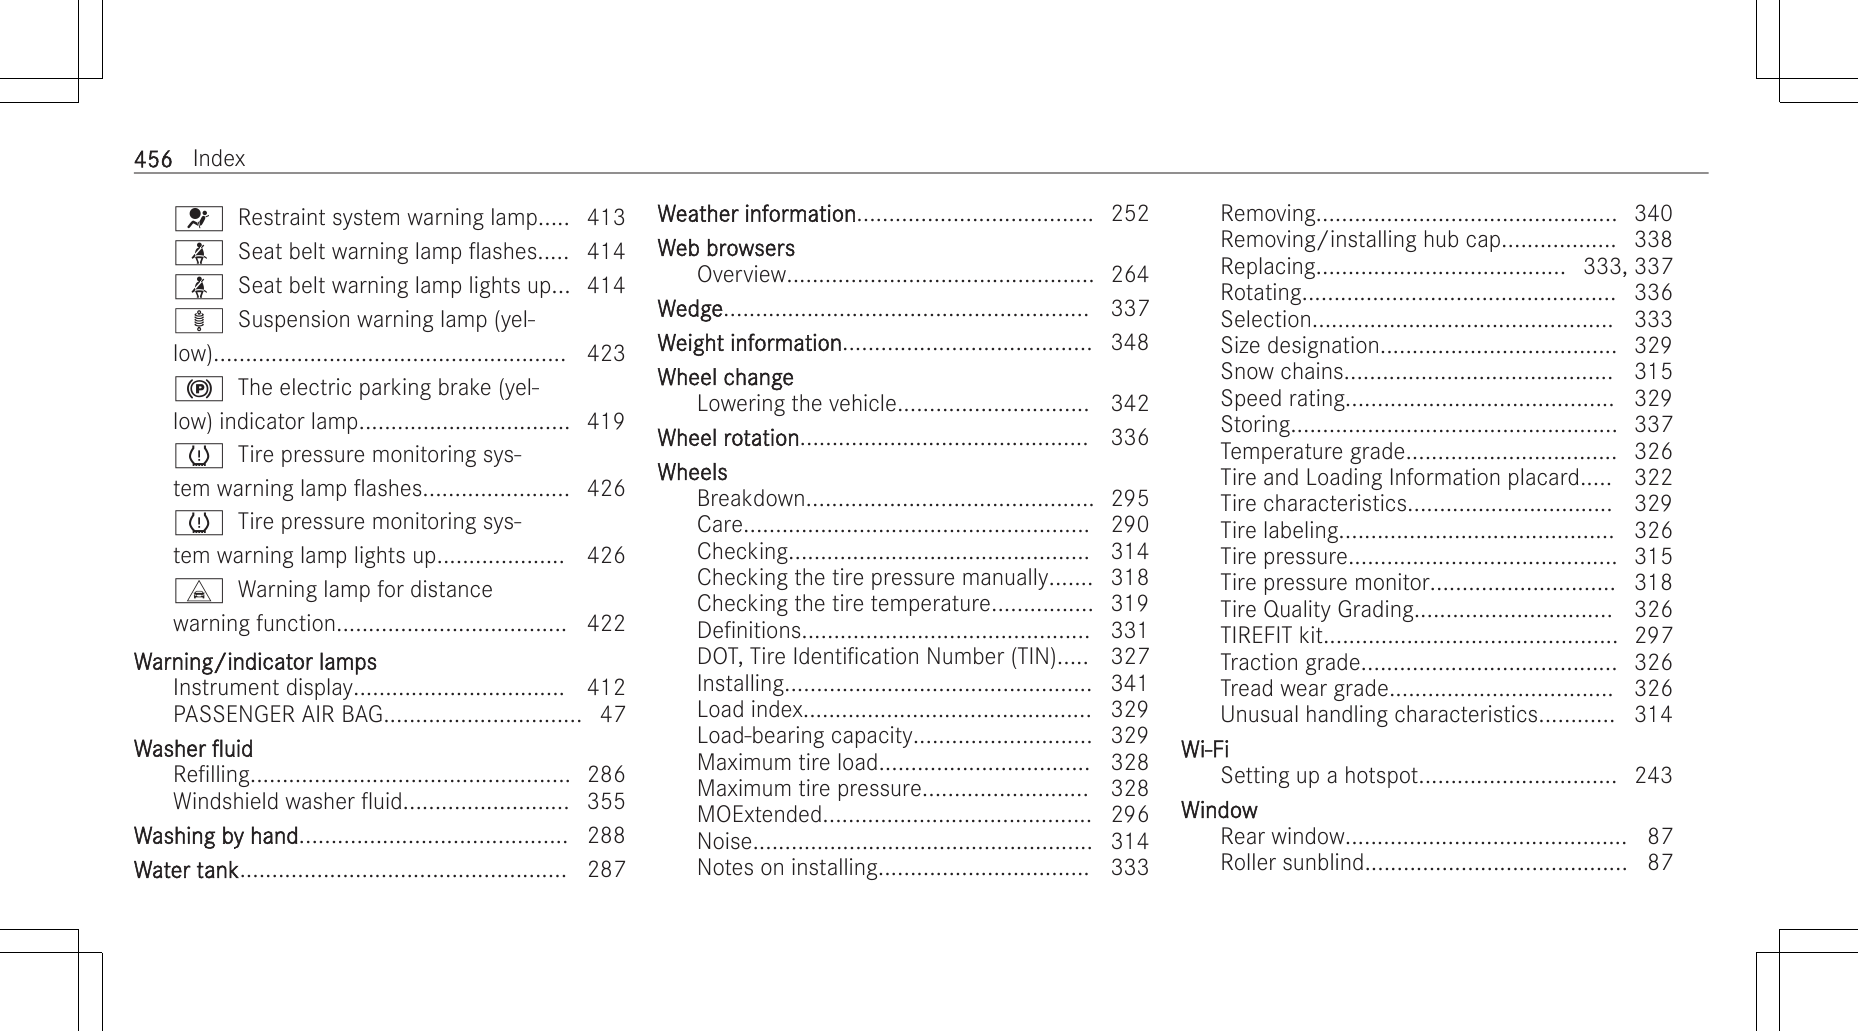 456 Index
Restraint system warning lamp..... 413
Seat belt warning lamp flashes..... 414
Seat belt warning lamp lights up... 414
Suspension warning lamp (yel-
low)....................................................... 423
The electric parking brake (yel-
low) indicator lamp................................. 419
Tire pressure monitoring sys-
tem warning lamp flashes....................... 426
Tire pressure monitoring sys-
tem warning lamp lights up.................... 426
Warning lamp for distance
warning function.................................... 422
Warning/indicator lamps
Instrument display................................. 412
PASSENGER AIR BAG............................... 47
Washer fluid
Refilling.................................................. 286
Windshield washer fluid.......................... 355
Washing by hand.......................................... 288
Water tank................................................... 287
Weather information..................................... 252
Web browsers
Overview................................................ 264
Wedge......................................................... 337
Weight information....................................... 348
Wheel change
Lowering the vehicle.............................. 342
Wheel rotation............................................. 336
Wheels
Breakdown............................................. 295
Care...................................................... 290
Checking............................................... 314
Checking the tire pressure manually....... 318
Checking the tire temperature................ 319
Definitions............................................. 331
DOT, Tire Identification Number (TIN)..... 327
Installing................................................ 341
Load index............................................. 329
Load-bearing capacity............................ 329
Maximum tire load................................. 328
Maximum tire pressure.......................... 328
MOExtended.......................................... 296
Noise..................................................... 314
Notes on installing................................. 333
Removing............................................... 340
Removing/installing hub cap.................. 338
Replacing....................................... 333, 337
Rotating................................................. 336
Selection............................................... 333
Size designation..................................... 329
Snow chains.......................................... 315
Speed rating.......................................... 329
Storing................................................... 337
Temperature grade................................. 326
Tire and Loading Information placard..... 322
Tire characteristics................................ 329
Tire labeling........................................... 326
Tire pressure.......................................... 315
Tire pressure monitor............................. 318
Tire Quality Grading............................... 326
TIREFIT kit.............................................. 297
Traction grade........................................ 326
Tread wear grade................................... 326
Unusual handling characteristics............ 314
Wi-Fi
Setting up a hotspot............................... 243
Window
Rear window............................................ 87
Roller sunblind......................................... 87